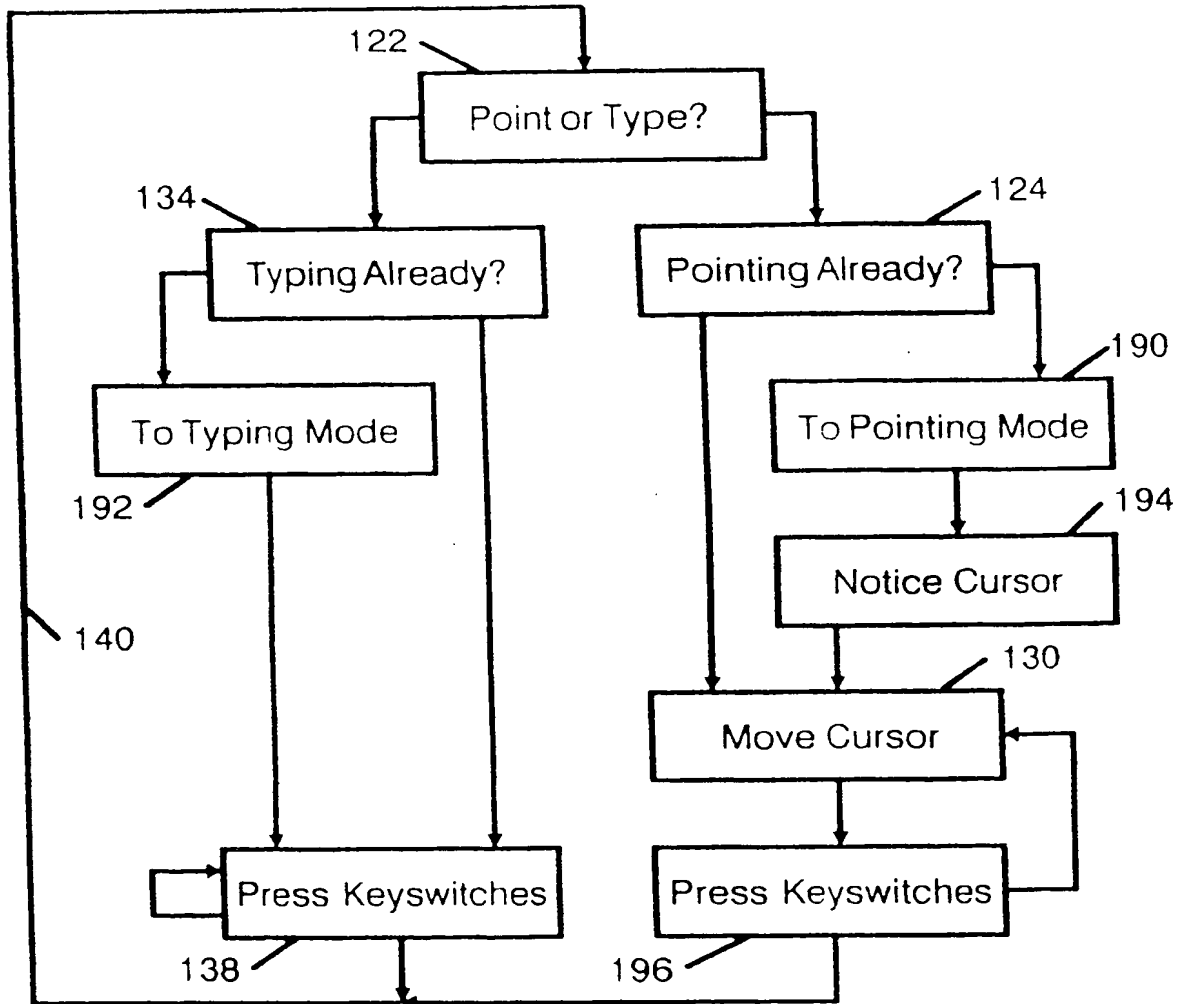 122
Point or Type?
134
124
Typing Already?
Pointing Already?
190
To Typing Mode
To Pointing Mode
192
194
Notice Cursor
140
130
Move Cursor
Press Keyswitches
Press Keyswitches
138
196